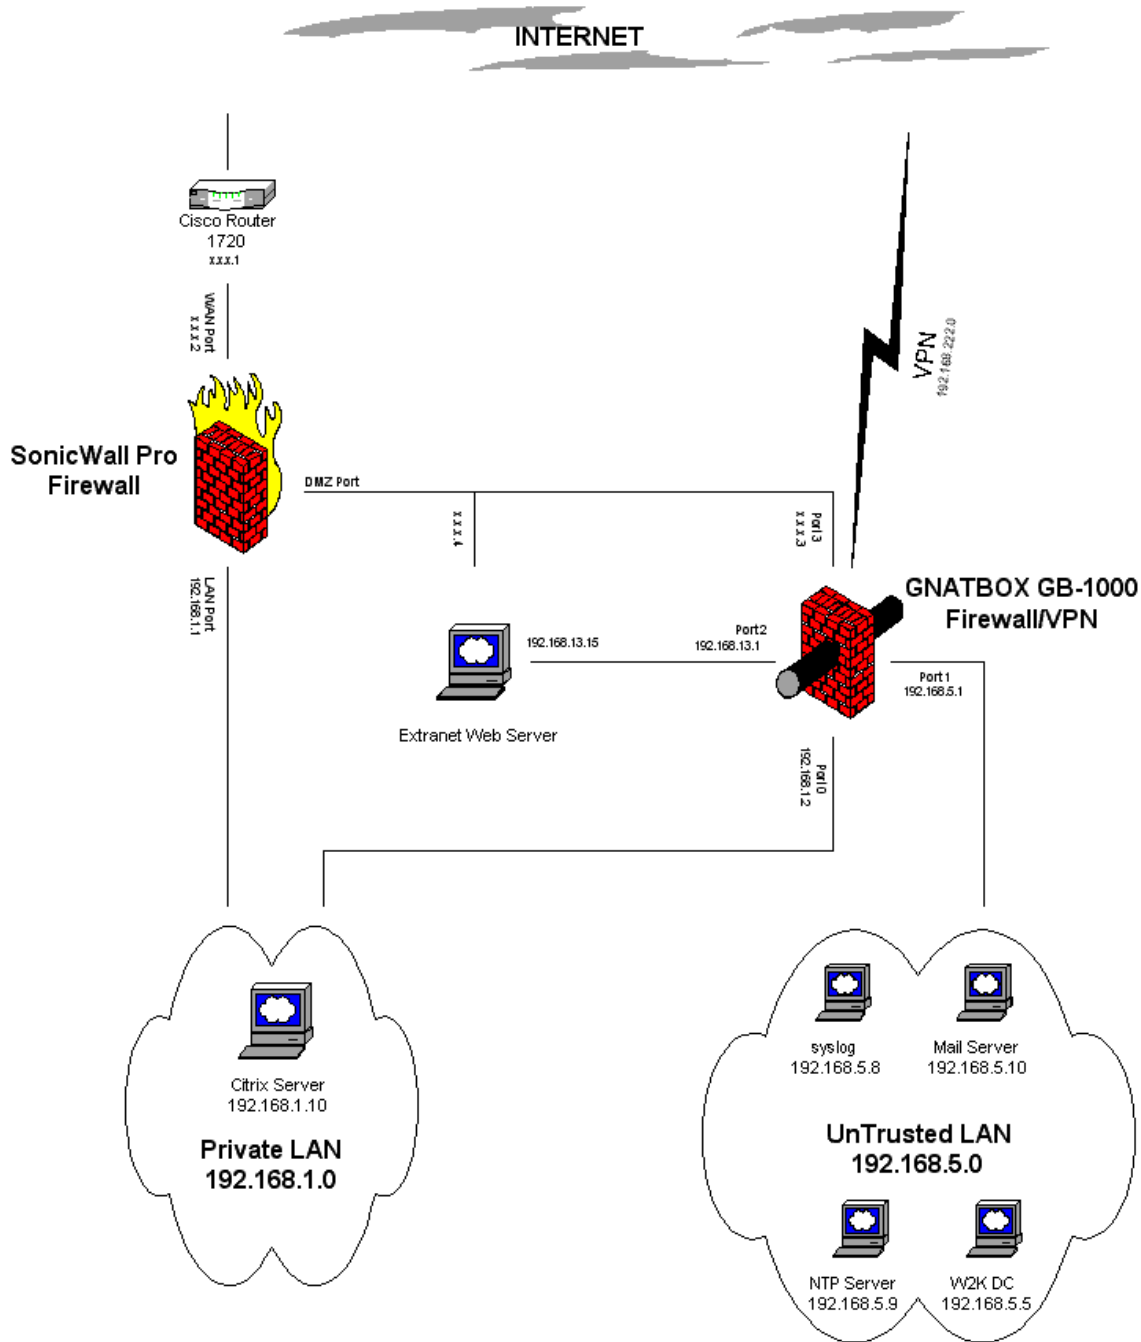 INTERNET
Cisco Router
1720
x.x.x.1
WAN Port
x.x.x.2
VPN
192.168.222.0
SonicWall Pro
Firewall
DMZ Port
x.x.x.4
Port 3
x.x.x.3
LAN Port
192.168.1.1
GNATBOX GB-1000
Firewall/VPN
192.168.13.15
Port2
192.168.13.1
Port 1
192.168.5.1
Extranet Web Server
Port 0
192.168.1.2
Citrix Server
192.168.1.10
Private LAN
192.168.1.0
syslog
192.168.5.8
Mail Server
192.168.5.10
UnTrusted LAN
192.168.5.0
NTP Server
192.168.5.9
W2K DC
192.168.5.5